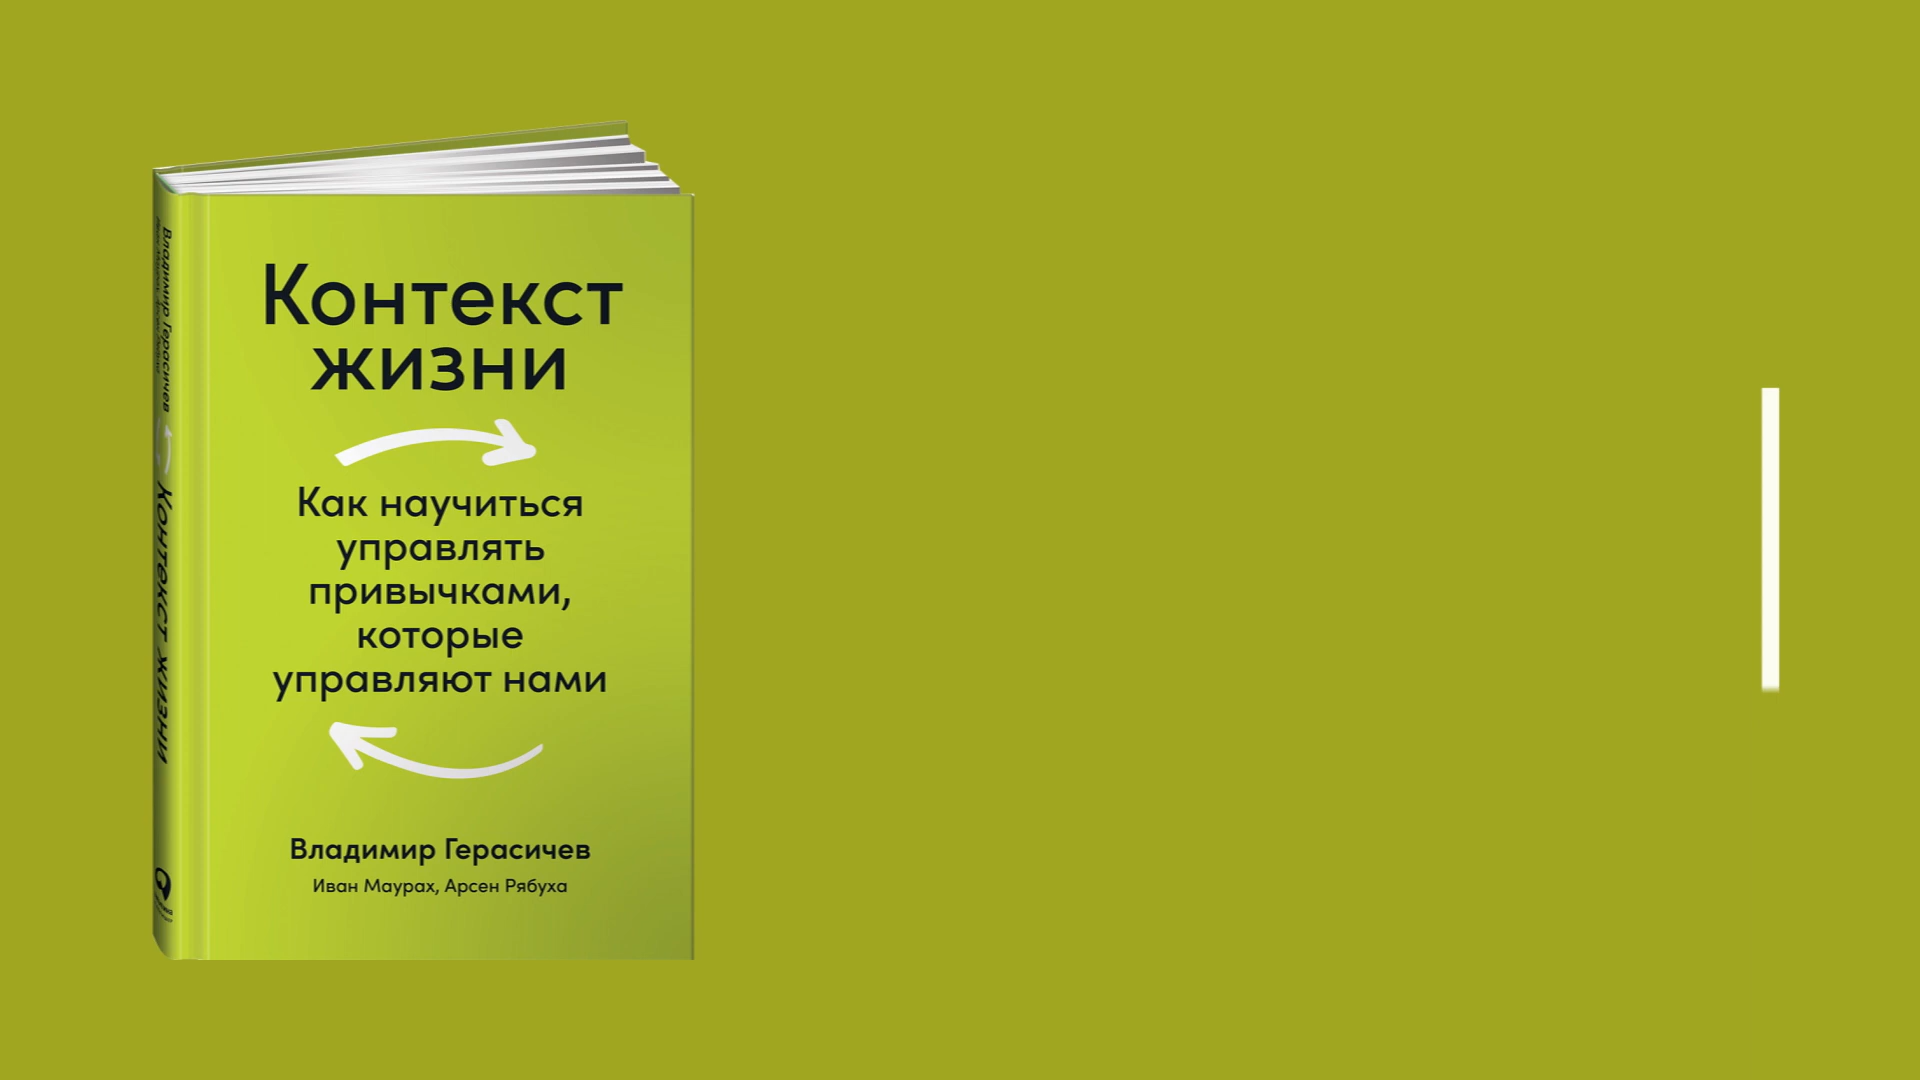 Контекст
жизни
Как научиться
управлять
привычками,
которые
управляют нами
Владимир Герасичев
Иван Маурах, Арсен Рябуха
Владимир Герасичев
Контекст жизни